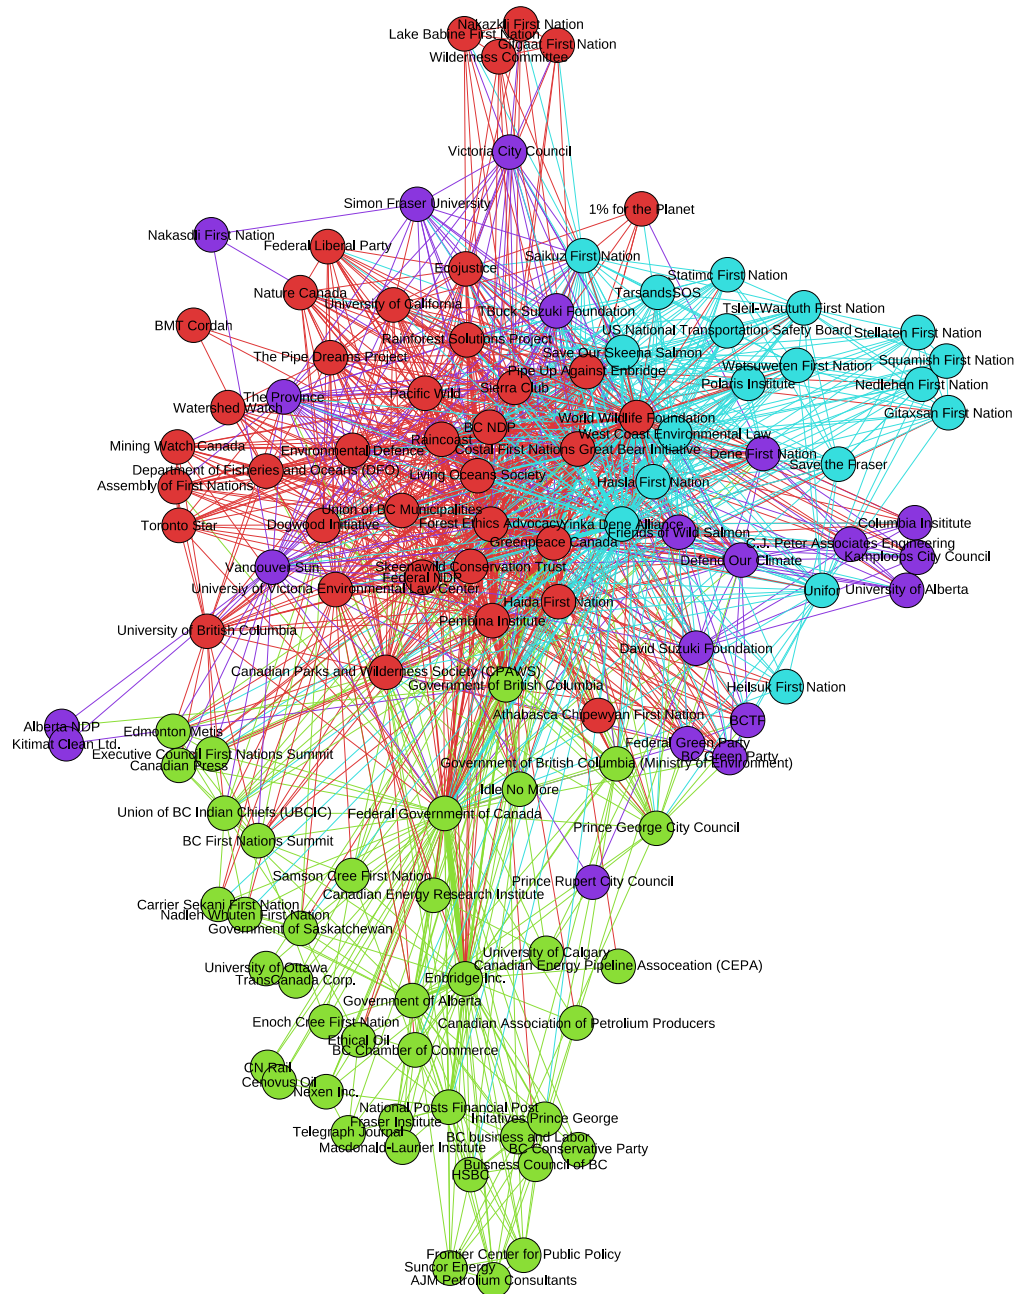 Nakazkli First Nation
Lake Babine First Nation
Gitgaat First Nation
Wilderness Committee
Victoria City Council
Simon Fraser University
1% for the Planet
Nakasdli First Nation
Federal Liberal Party
Saikuz First Nation
Ecojustice
Statimc First Nation
Nature Canada
TarsandsSOS
University of California
Tsleil-Waututh First Nation
TBuck Suzuki Foundation
BMT Cordah
US National Transportation Safety Board
Stellaten First Nation
Rainforest Solutions Project
Save Our Skeena Salmon
The Pipe Dreams Project
Squamish First Nation
Wetsuweten First Nation
Pipe Up Against Enbridge
Polaris Institute
Nedlehen First Nation
Sierra Club
Pacific Wild
The Province
Watershed Watch
Gitaxsan First Nation
World Wildlife Foundation
BC NDP
West Coast Environmental Law
Raincoast
Mining Watch Canada
Environmental Defence
Costal First Nations Great Bear Initiative
Dene First Nation
Save the Fraser
Department of Fisheries and Oceans (DFO)
Living Oceans Society
Haisla First Nation
Assembly of First Nations
Union of BC Municipalities
Toronto Star
Dogwood Initiative
Forest Ethics Advocacy
Yinka Dene Alliance
Friends of Wild Salmon
Columbia Insititute
Greenpeace Canada
C.J. Peter Associates Engineering
Kamploops City Council
Vancouver Sun
Skeenawild Conservation Trust
Defend Our Climate
Federal NDP
Universiy of Victoria Environmental Law Center
Unifor
University of Alberta
Haida First Nation
Pembina Institute
University of British Columbia
David Suzuki Foundation
Canadian Parks and Wilderness Society (CPAWS)
Government of British Columbia
Heilsuk First Nation
Athabasca Chipewyan First Nation
BCTF
Alberta NDP
Edmonton Metis
Kitimat Clean Ltd.
Federal Green Party
Executive Council First Nations Summit
BC Green Party
Canadian Press
Government of British Columbia (Ministry of Environment)
Idle No More
Union of BC Indian Chiefs (UBCIC)
Federal Government of Canada
Prince George City Council
BC First Nations Summit
Samson Cree First Nation
Prince Rupert City Council
Canadian Energy Research Institute
Carrier Sekani First Nation
Nadleh Whuten First Nation
Government of Saskatchewan
University of Calgary
University of Ottawa
Canadian Energy Pipeline Assoceation (CEPA)
TransCanada Corp.
Enbridge Inc.
Government of Alberta
Enoch Cree First Nation
Canadian Association of Petrolium Producers
Ethical Oil
BC Chamber of Commerce
CN Rail
Cenovus Oil
Nexen Inc.
National Posts Financial Post
Fraser Institute
Initatives Prince George
Telegraph Journal
BC business and Labor
Macdonald-Laurier Institute
BC Conservative Party
Buisness Council of BC
HSBC
Frontier Center for Public Policy
Suncor Energy
AJM Petrolium Consultants